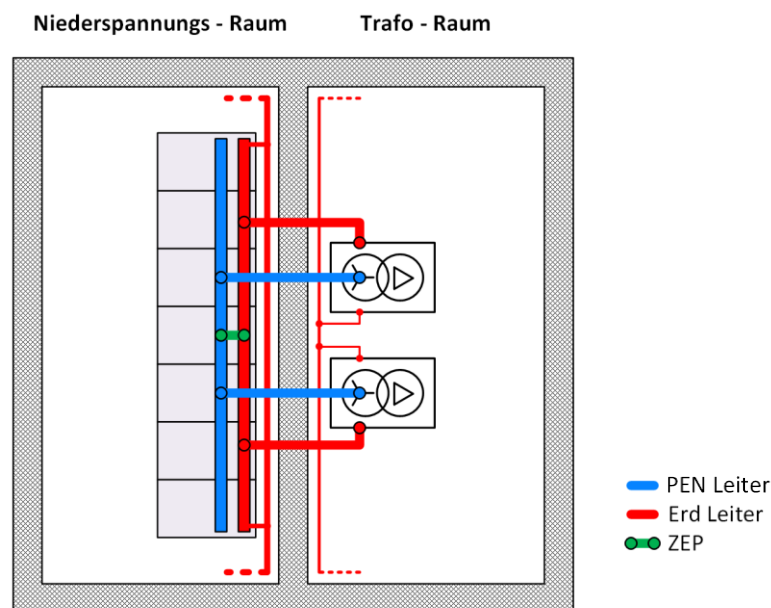 Niederspannungs - Raum
Trafo - Raum
PEN Leiter
Erd Leiter
ZEP